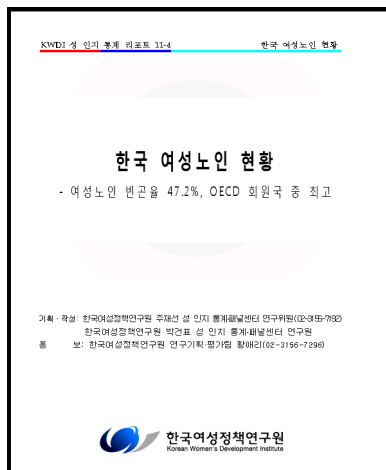 KWDI 성 인지 통계 리포트 11-4 한국 여성노인 현황
한국 여성노인 현황
- 여성노인 빈곤율 47.2%, OECD 회원국 중 최고
기획·작성: 한국여성정책연구원 주재선 성 인지 통계·패널센터 연구위원(02-3156-7192)
한국여성정책연구원 박건표 성 인지 통계·패널센터 연구원
홍 보: 한국여성정책연구원 연구기획·평가팀 황애리(02-3156-7296)
한국여성정책연구원
Korean Women's Development Institute